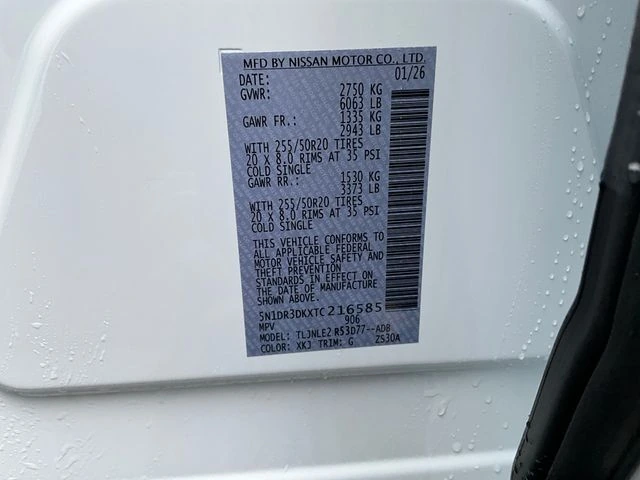 MFD BY NISSAN MOTOR CO., LTD.
DATE: 01/26
GVWR: 2750 KG
6063 LB
GAWR FR.: 1335 KG
2943 LB
WITH 255/50R20 TIRES
20 X 8.0 RIMS AT 35 PSI
COLD SINGLE
GAWR RR.: 1530 KG
3373 LB
WITH 255/50R20 TIRES
20 X 8.0 RIMS AT 35 PSI
COLD SINGLE
THIS VEHICLE CONFORMS TO
ALL APPLICABLE FEDERAL
MOTOR VEHICLE SAFETY AND
THEFT PREVENTION
STANDARDS IN EFFECT ON
THE DATE OF MANUFACTURE
SHOWN ABOVE.
5N1DR3DKXTC216585
MPV 906
MODEL: TLJNLE2 R53D77--ADB
COLOR: XKJ TRIM: G ZS30A